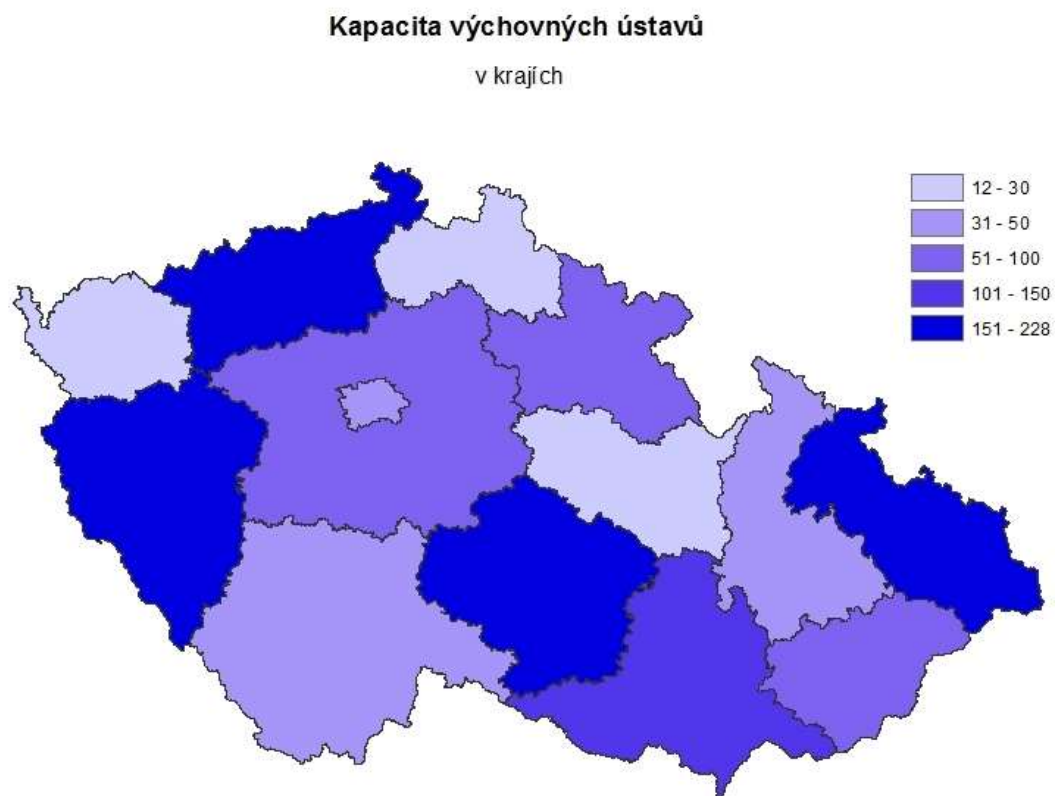 Kapacita výchovných ústavů
v krajích
12 - 30
31 - 50
51 - 100
101 - 150
151 - 228